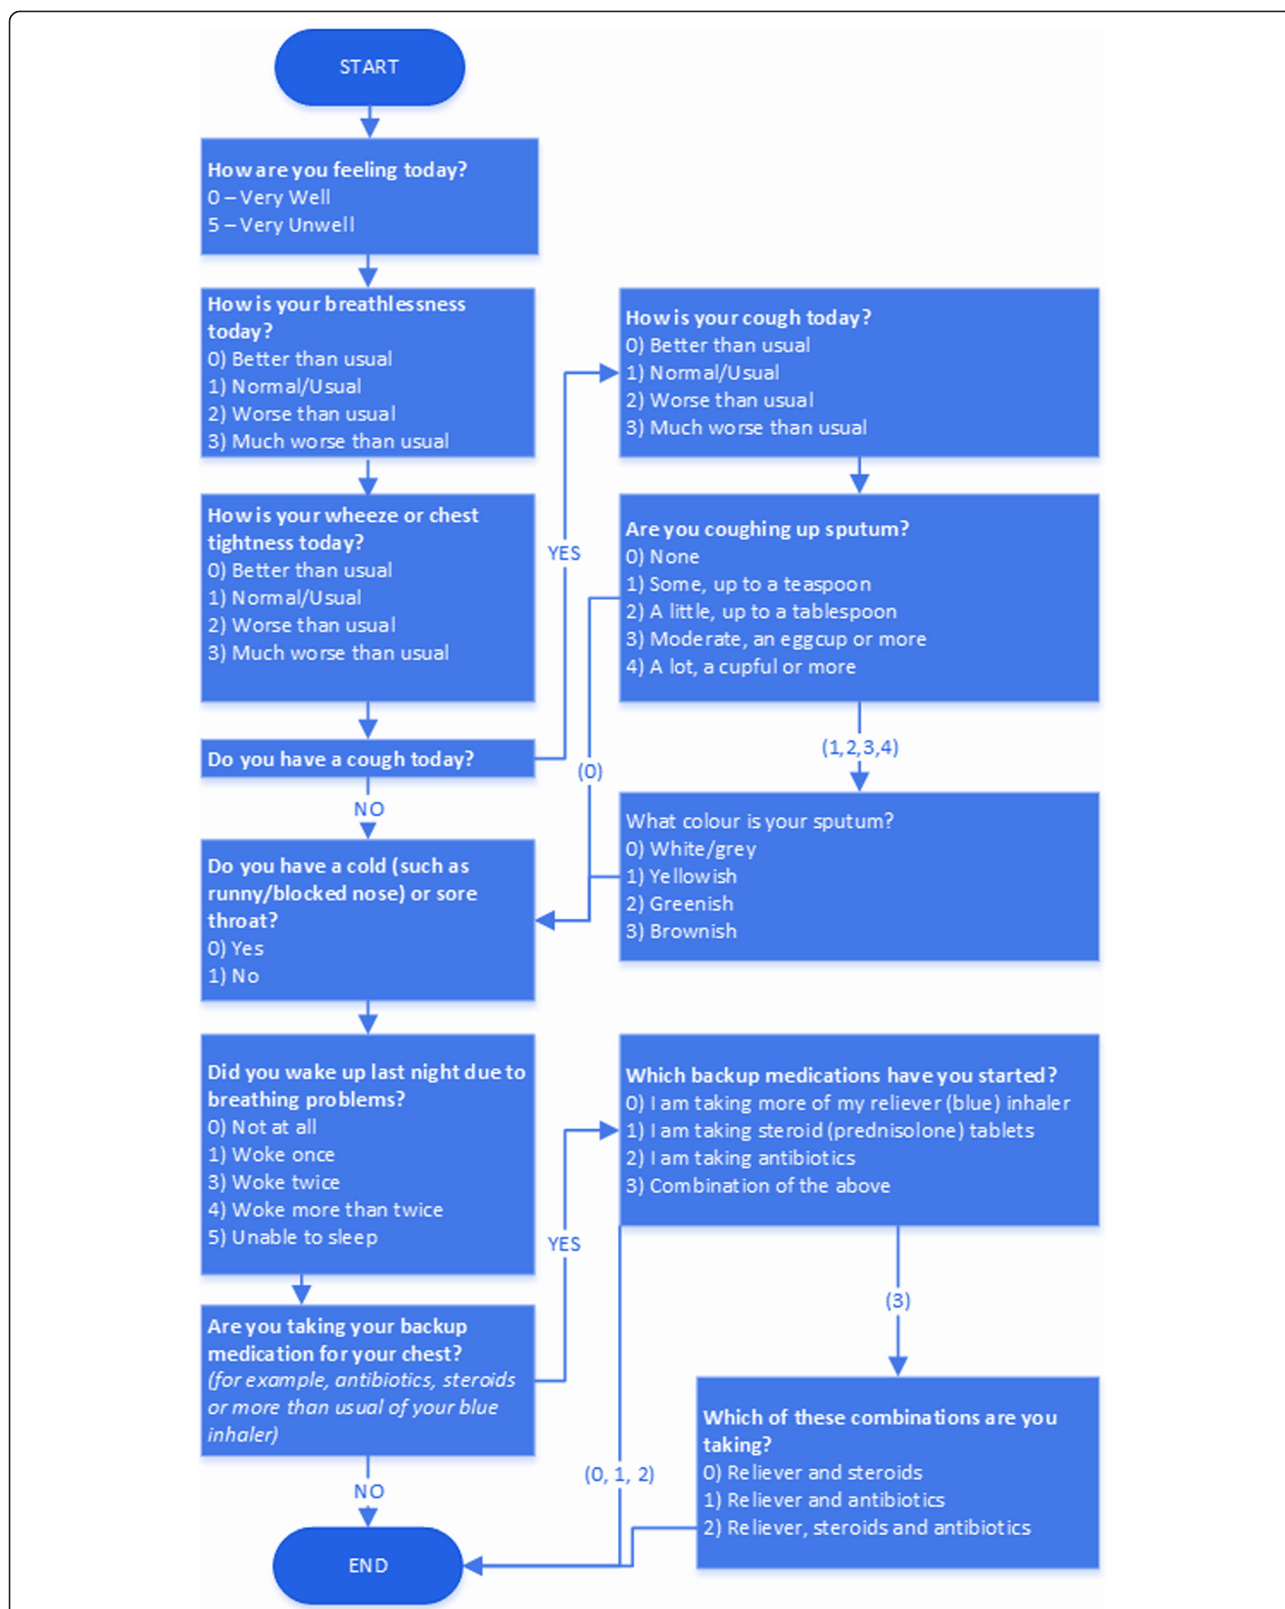 START
How are you feeling today?
0 – Very Well
5 – Very Unwell
How is your breathlessness
today?
0) Better than usual
1) Normal/Usual
2) Worse than usual
3) Much worse than usual
How is your wheeze or chest
tightness today?
0) Better than usual
1) Normal/Usual
2) Worse than usual
3) Much worse than usual
Do you have a cough today?
YES
How is your cough today?
0) Better than usual
1) Normal/Usual
2) Worse than usual
3) Much worse than usual
Are you coughing up sputum?
0) None
1) Some, up to a teaspoon
2) A little, up to a tablespoon
3) Moderate, an eggcup or more
4) A lot, a cupful or more
(0)
(1,2,3,4)
What colour is your sputum?
0) White/grey
1) Yellowish
2) Greenish
3) Brownish
NO
Do you have a cold (such as
runny/blocked nose) or sore
throat?
0) Yes
1) No
Did you wake up last night due to
breathing problems?
0) Not at all
1) Woke once
3) Woke twice
4) Woke more than twice
5) Unable to sleep
Are you taking your backup
medication for your chest?
(for example, antibiotics, steroids
or more than usual of your blue
inhaler)
YES
Which backup medications have you started?
0) I am taking more of my reliever (blue) inhaler
1) I am taking steroid (prednisolone) tablets
2) I am taking antibiotics
3) Combination of the above
(3)
(0, 1, 2)
Which of these combinations are you
taking?
0) Reliever and steroids
1) Reliever and antibiotics
2) Reliever, steroids and antibiotics
NO
END